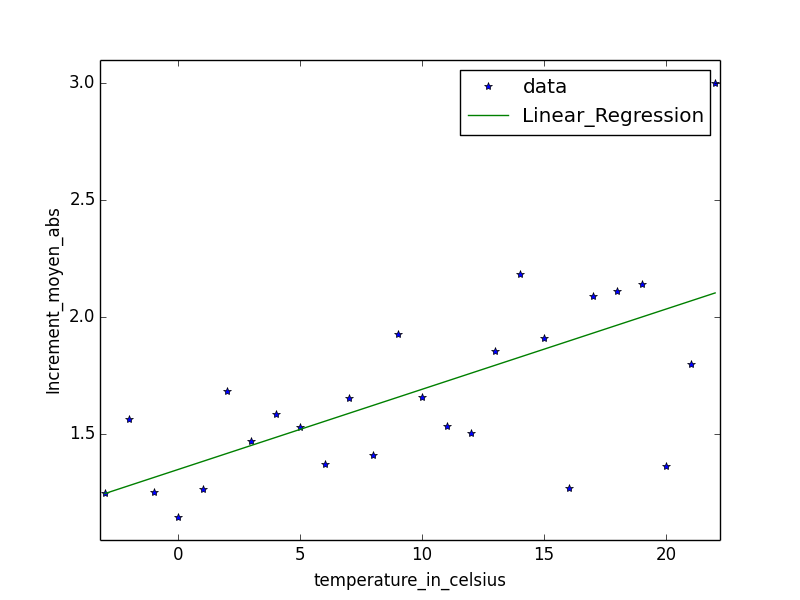 data
Linear_Regression
3.0
2.5
2.0
1.5
Increment_moyen_abs
0 5 10 15 20
temperature_in_celsius